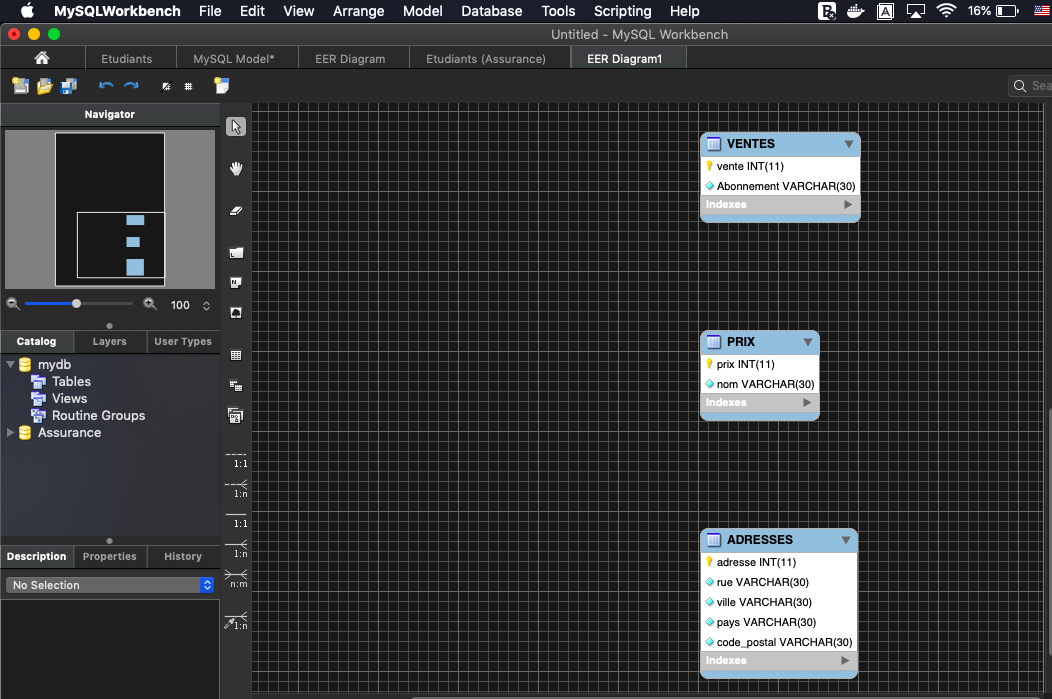 MySQLWorkbench File Edit View Arrange Model Database Tools Scripting Help 16%
Untitled - MySQL Workbench
Etudiants MySQL Model* EER Diagram Etudiants (Assurance) EER Diagram1
Sea
Navigator
100
Catalog Layers User Types
mydb
Tables
Views
Routine Groups
Assurance
Description Properties History
No Selection
1:1
1:n
1:1
1:n
n:m
1:n
VENTES
vente INT(11)
Abonnement VARCHAR(30)
Indexes
PRIX
prix INT(11)
nom VARCHAR(30)
Indexes
ADRESSES
adresse INT(11)
rue VARCHAR(30)
ville VARCHAR(30)
pays VARCHAR(30)
code_postal VARCHAR(30)
Indexes